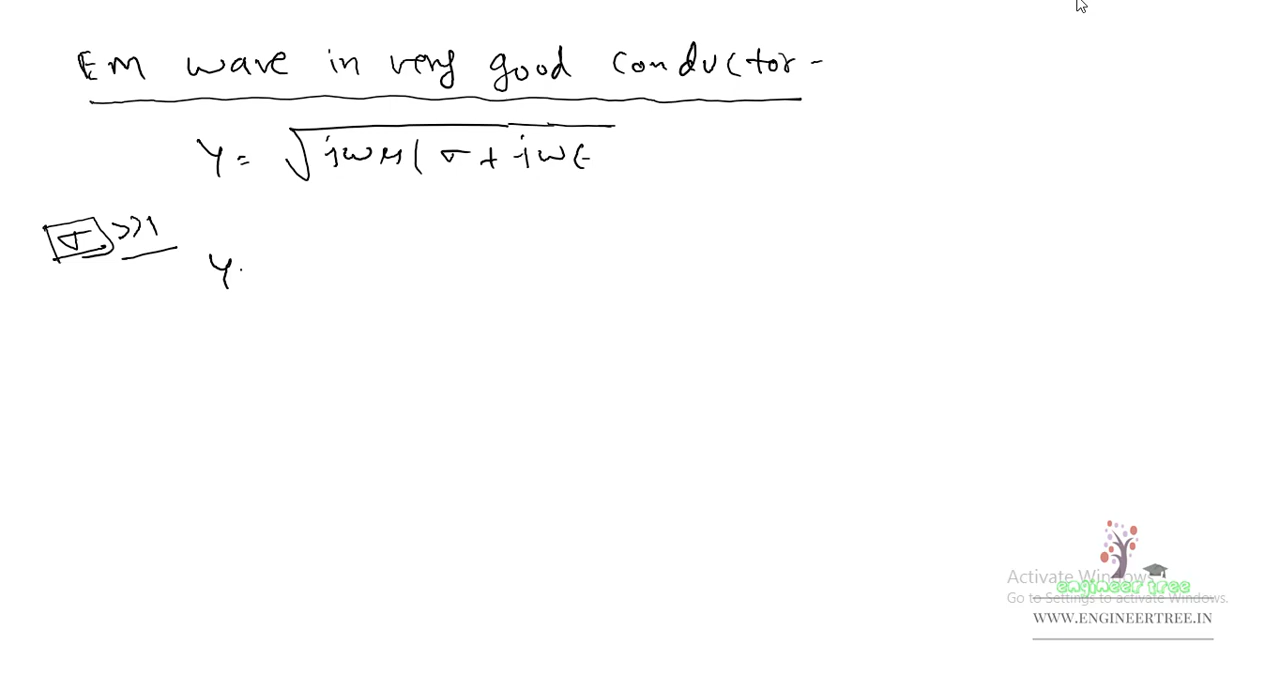 EM wave in very good conductor -
γ = √jωμ( σ + jωε
σ >>1
γ.
Activate Windows
engineer tree
Go to Settings to activate Windows.
WWW.ENGINEERTREE.IN